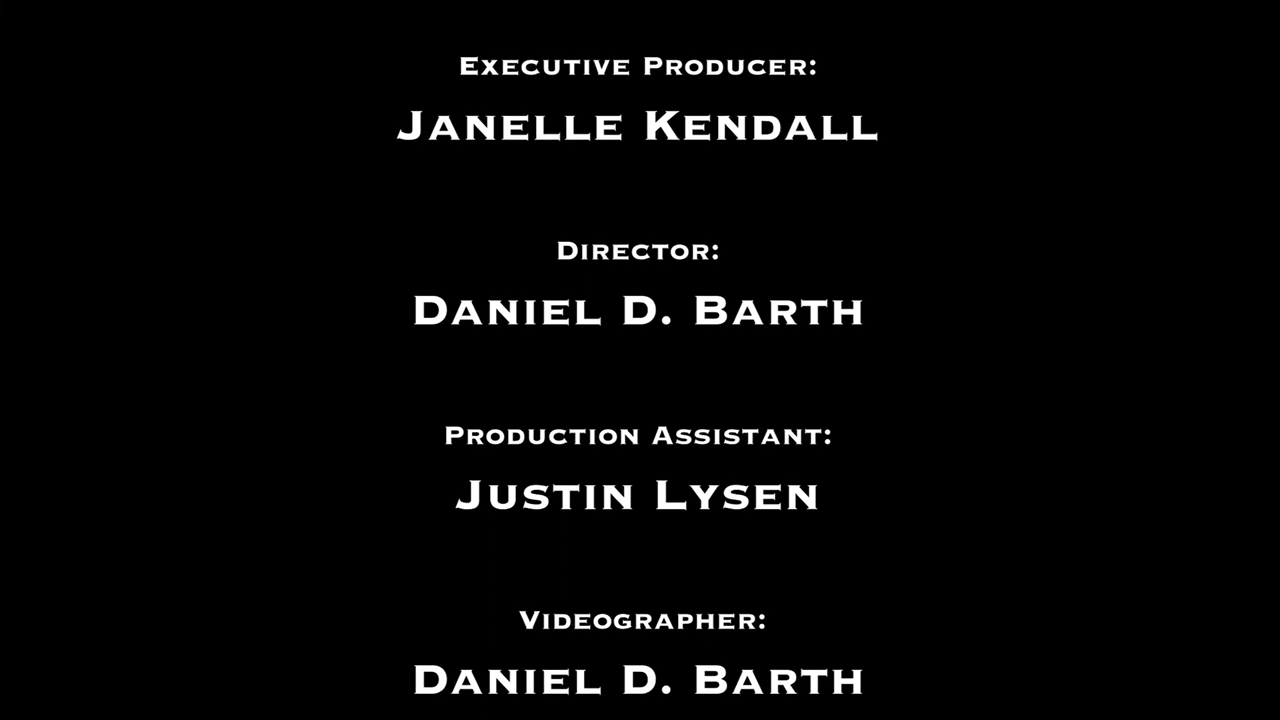 Executive Producer:
Janelle Kendall
Director:
Daniel D. Barth
Production Assistant:
Justin Lysen
Videographer:
Daniel D. Barth